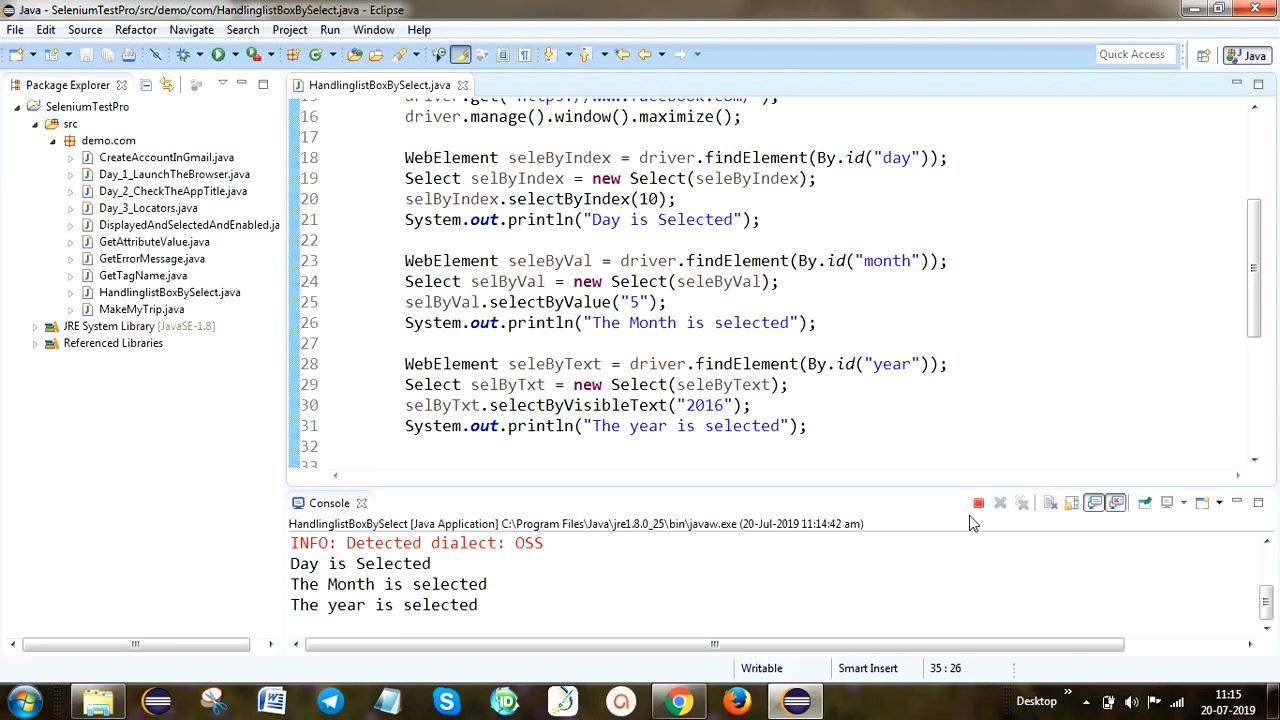 Java - SeleniumTestPro/src/demo/com/HandlinglistBoxBySelect.java - Eclipse
File Edit Source Refactor Navigate Search Project Run Window Help
Quick Access Java
Package Explorer
HandlinglistBoxBySelect.java
SeleniumTestPro
src
demo.com
CreateAccountInGmail.java
Day_1_LaunchTheBrowser.java
Day_2_CheckTheAppTitle.java
Day_3_Locators.java
DisplayedAndSelectedAndEnabled.ja
GetAttributeValue.java
GetErrorMessage.java
GetTagName.java
HandlinglistBoxBySelect.java
MakeMyTrip.java
JRE System Library [JavaSE-1.8]
Referenced Libraries
15 driver.get("https://www.facebook.com/");
16 driver.manage().window().maximize();
17
18 WebElement seleByIndex = driver.findElement(By.id("day"));
19 Select selByIndex = new Select(seleByIndex);
20 selByIndex.selectByIndex(10);
21 System.out.println("Day is Selected");
22
23 WebElement seleByVal = driver.findElement(By.id("month"));
24 Select selByVal = new Select(seleByVal);
25 selByVal.selectByValue("5");
26 System.out.println("The Month is selected");
27
28 WebElement seleByText = driver.findElement(By.id("year"));
29 Select selByTxt = new Select(seleByText);
30 selByTxt.selectByVisibleText("2016");
31 System.out.println("The year is selected");
32
33
Console
HandlinglistBoxBySelect [Java Application] C:\Program Files\Java\jre1.8.0_25\bin\javaw.exe (20-Jul-2019 11:14:42 am)
INFO: Detected dialect: OSS
Day is Selected
The Month is selected
The year is selected
Writable Smart Insert 35 : 26
Desktop
11:15
20-07-2019